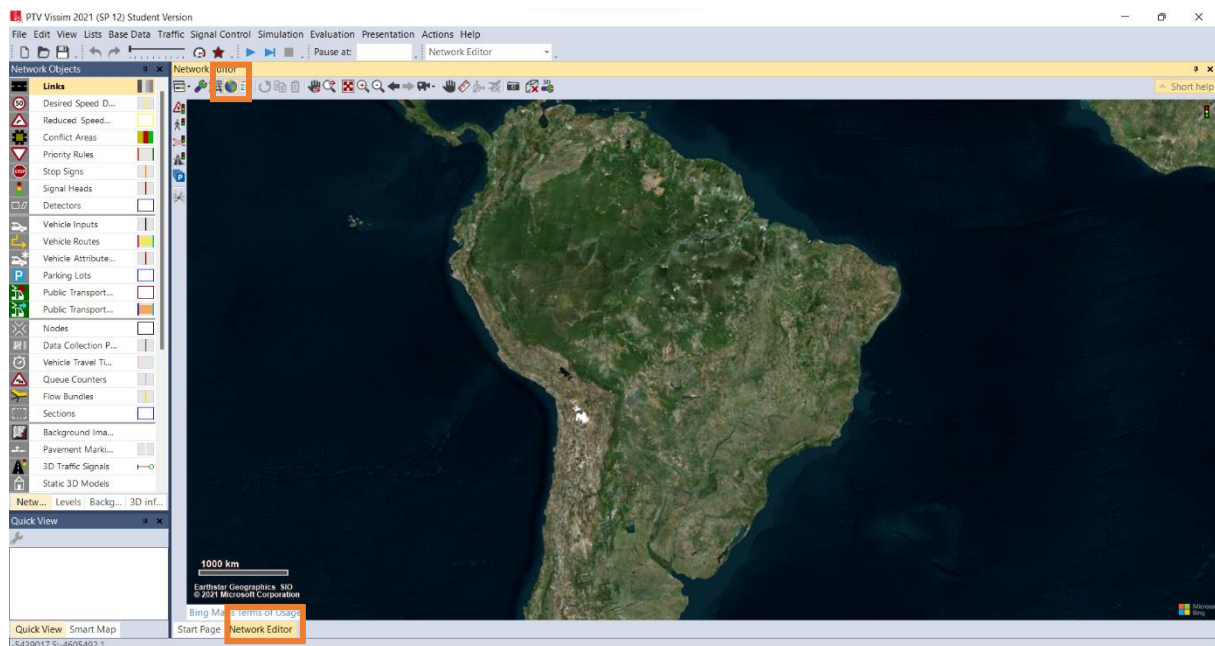 PTV Vissim 2021 (SP 12) Student Version
File Edit View Lists Base Data Traffic Signal Control Simulation Evaluation Presentation Actions Help
Pause at: Network Editor
Network Objects
Network Editor
Short help
Links
Desired Speed D...
Reduced Speed...
Conflict Areas
Priority Rules
Stop Signs
STOP
Signal Heads
Detectors
Vehicle Inputs
Vehicle Routes
Vehicle Attribute...
P Parking Lots
Public Transport...
Public Transport...
Nodes
Data Collection P...
Vehicle Travel Ti...
Queue Counters
Flow Bundles
Sections
Background Ima...
Pavement Marki...
3D Traffic Signals
Static 3D Models
Netw... Levels Backg... 3D inf...
Quick View
Quick View Smart Map
1000 km
Earthstar Geographics SIO
© 2021 Microsoft Corporation
Bing Maps Terms of Usage
Microsoft
Bing
Start Page Network Editor
-5429017.5:-4605492.1